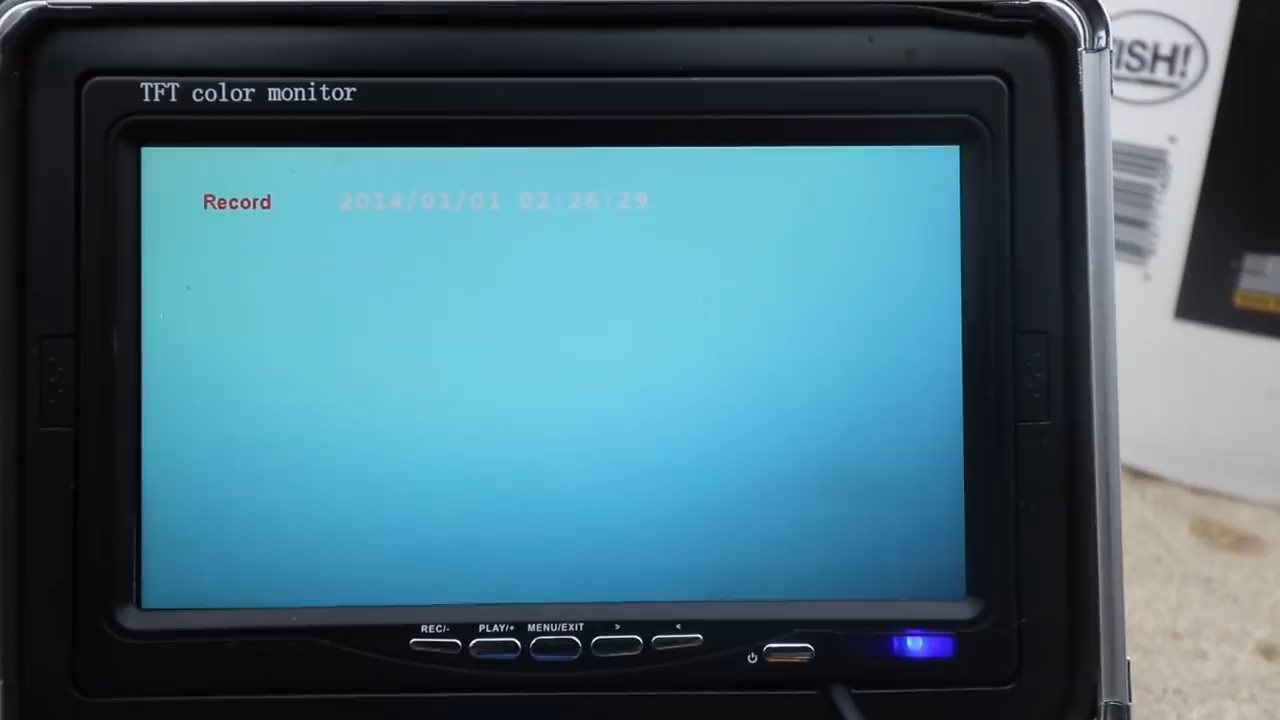 TFT color monitor
Record 2014/01/01 02:26:29
REC/- PLAY/+ MENU/EXIT > <
ISH!